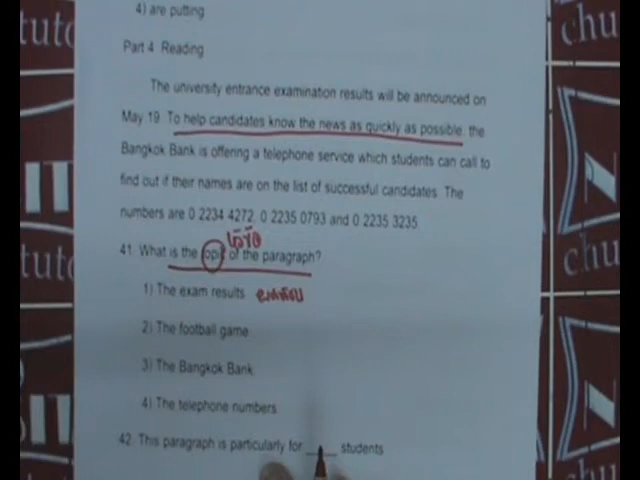 4) are putting
Part 4 Reading
The university entrance examination results will be announced on
May 19. To help candidates know the news as quickly as possible, the
Bangkok Bank is offering a telephone service which students can call to
find out if their names are on the list of successful candidates. The
numbers are 0 2234 4272, 0 2235 0793 and 0 2235 3235
41. What is the opic of the paragraph?
1) The exam results
2) The football game
3) The Bangkok Bank
4) The telephone numbers
42. This paragraph is particularly for _____ students
tuto
tuto
chu
chu